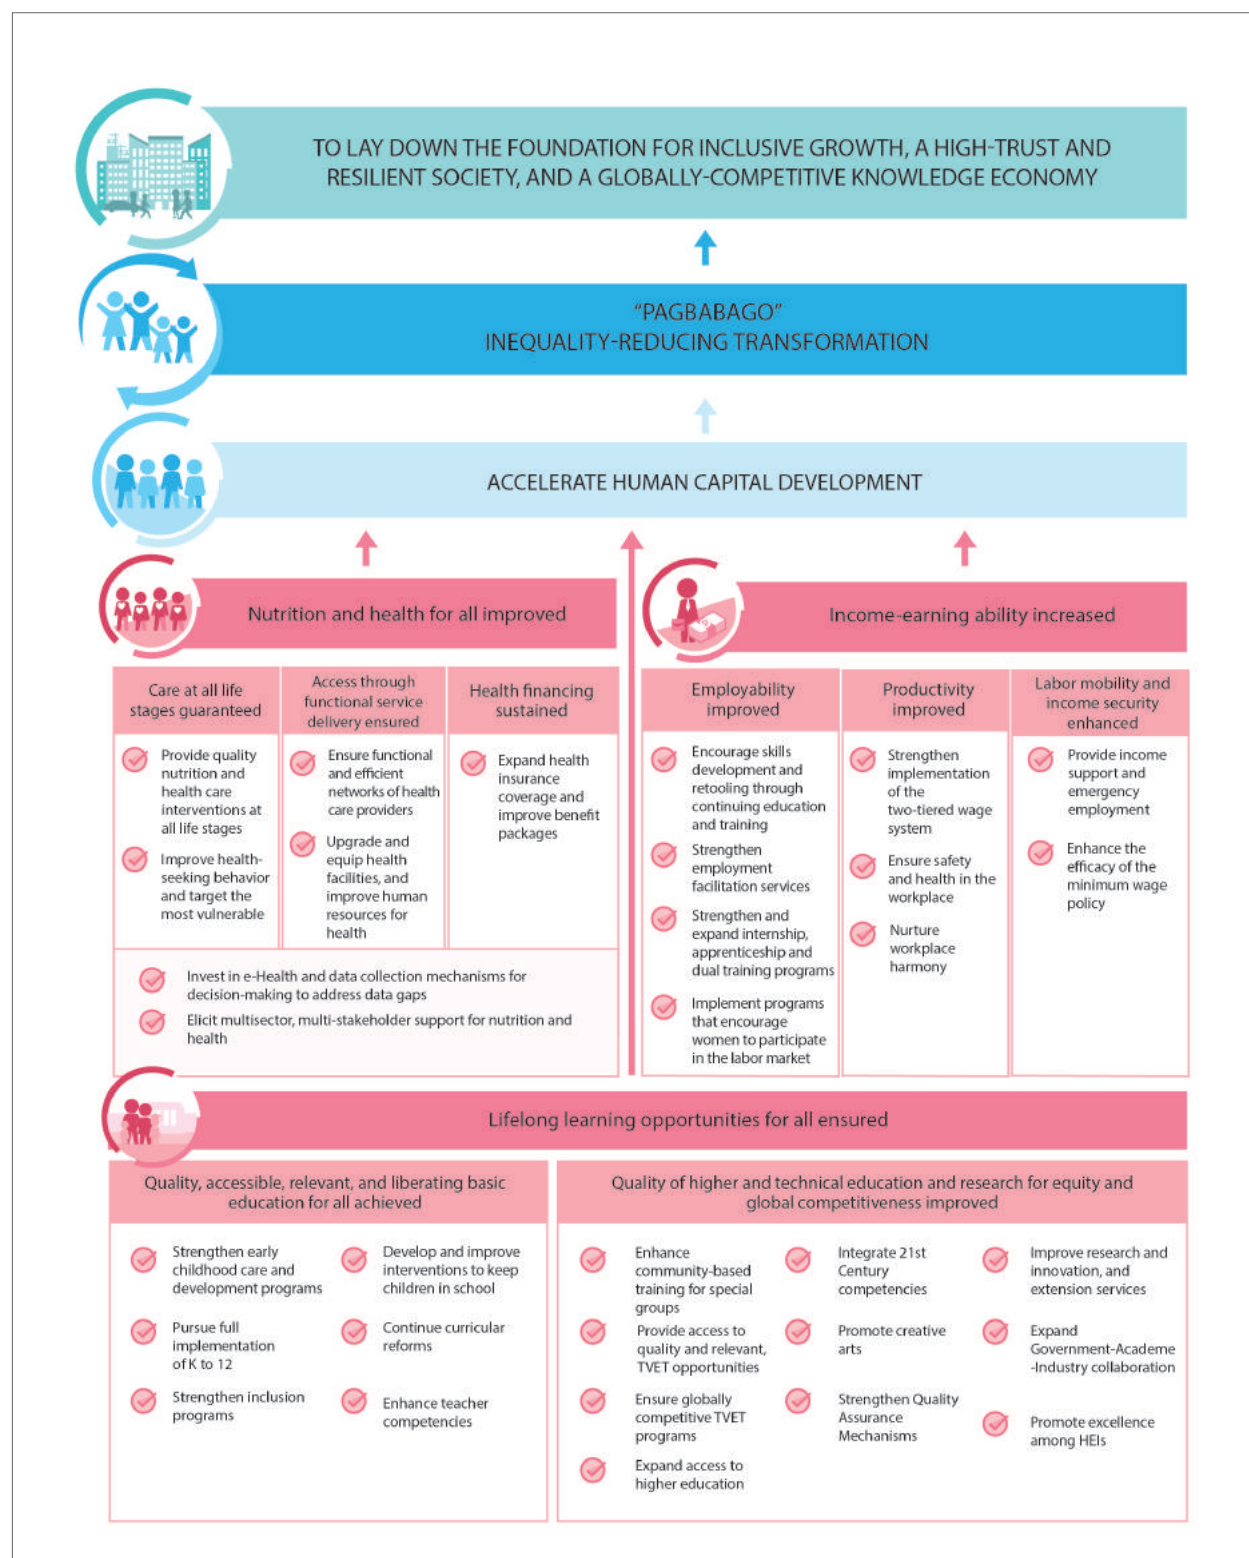 TO LAY DOWN THE FOUNDATION FOR INCLUSIVE GROWTH, A HIGH-TRUST AND
RESILIENT SOCIETY, AND A GLOBALLY-COMPETITIVE KNOWLEDGE ECONOMY
“PAGBABAGO”
INEQUALITY-REDUCING TRANSFORMATION
ACCELERATE HUMAN CAPITAL DEVELOPMENT
Nutrition and health for all improved
Care at all life
stages guaranteed
Provide quality
nutrition and
health care
interventions at
all life stages
Improve health-
seeking behavior
and target the
most vulnerable
Access through
functional service
delivery ensured
Ensure functional
and efficient
networks of health
care providers
Upgrade and
equip health
facilities, and
improve human
resources for
health
Health financing
sustained
Expand health
insurance
coverage and
improve benefit
packages
Invest in e-Health and data collection mechanisms for
decision-making to address data gaps
Elicit multisector, multi-stakeholder support for nutrition and
health
Income-earning ability increased
Employability
improved
Encourage skills
development and
retooling through
continuing education
and training
Strengthen
employment
facilitation services
Strengthen and
expand internship,
apprenticeship and
dual training programs
Implement programs
that encourage
women to participate
in the labor market
Productivity
improved
Strengthen
implementation
of the
two-tiered wage
system
Ensure safety
and health in the
workplace
Nurture
workplace
harmony
Labor mobility and
income security
enhanced
Provide income
support and
emergency
employment
Enhance the
efficacy of the
minimum wage
policy
Lifelong learning opportunities for all ensured
Quality, accessible, relevant, and liberating basic
education for all achieved
Strengthen early
childhood care and
development programs
Pursue full
implementation
of K to 12
Strengthen inclusion
programs
Develop and improve
interventions to keep
children in school
Continue curricular
reforms
Enhance teacher
competencies
Quality of higher and technical education and research for equity and
global competitiveness improved
Enhance
community-based
training for special
groups
Provide access to
quality and relevant,
TVET opportunities
Ensure globally
competitive TVET
programs
Expand access to
higher education
Integrate 21st
Century
competencies
Promote creative
arts
Strengthen Quality
Assurance
Mechanisms
Improve research and
innovation, and
extension services
Expand
Government-Academe
-Industry collaboration
Promote excellence
among HEIs